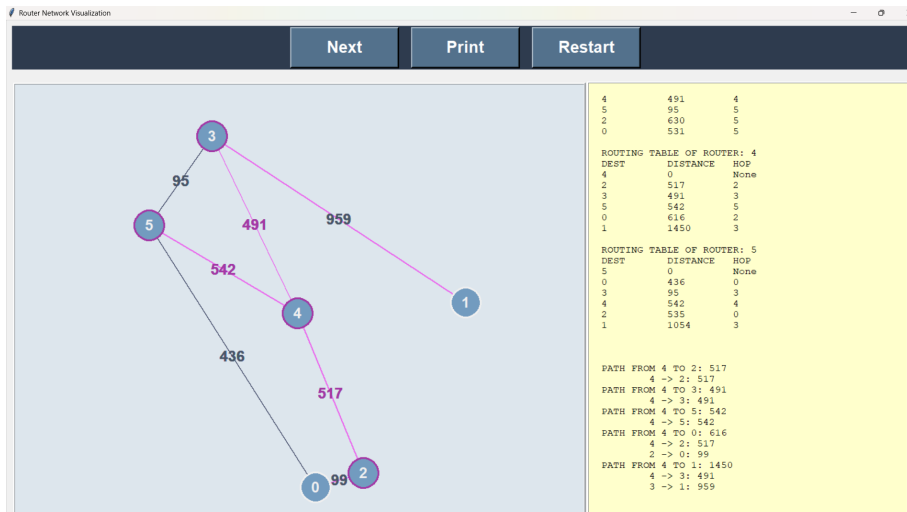 Router Network Visualization
Next Print Restart
3
95
5
491
959
542
1
4
436
517
99
2
0
4 491 4
5 95 5
2 630 5
0 531 5
ROUTING TABLE OF ROUTER: 4
DEST DISTANCE HOP
4 0 None
2 517 2
3 491 3
5 542 5
0 616 2
1 1450 3
ROUTING TABLE OF ROUTER: 5
DEST DISTANCE HOP
5 0 None
0 436 0
3 95 3
4 542 4
2 535 0
1 1054 3
PATH FROM 4 TO 2: 517
4 -> 2: 517
PATH FROM 4 TO 3: 491
4 -> 3: 491
PATH FROM 4 TO 5: 542
4 -> 5: 542
PATH FROM 4 TO 0: 616
4 -> 2: 517
2 -> 0: 99
PATH FROM 4 TO 1: 1450
4 -> 3: 491
3 -> 1: 959